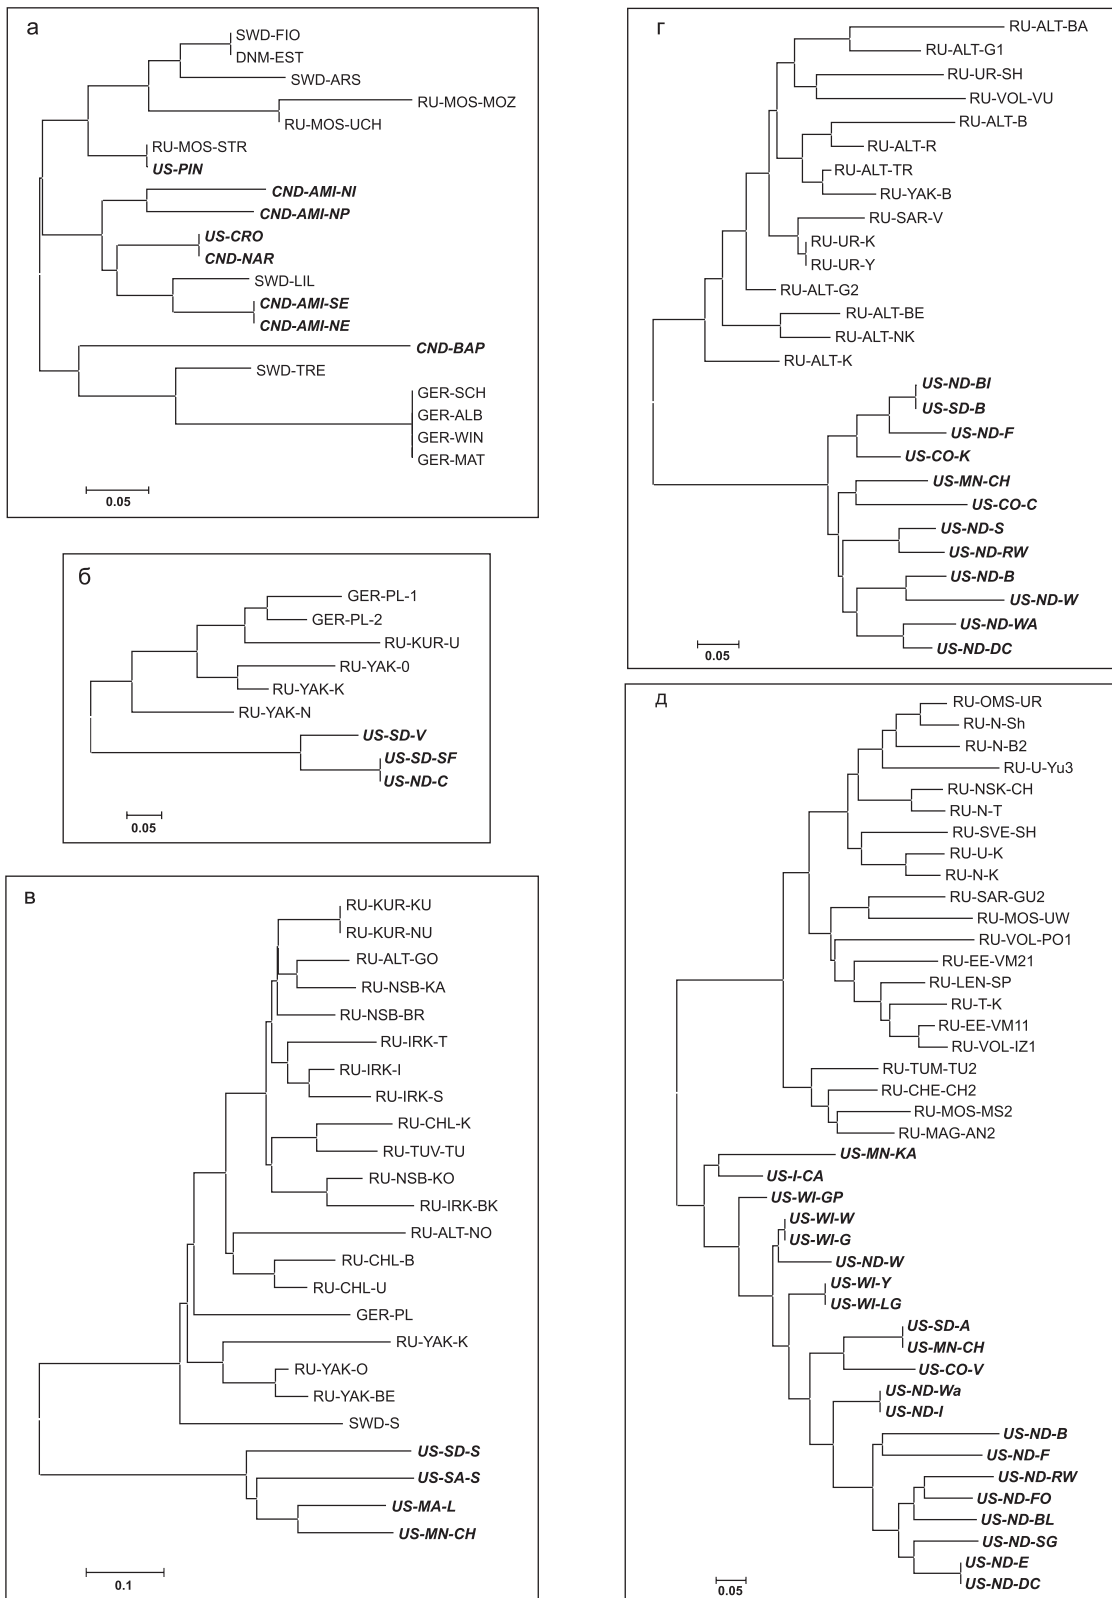 а
SWD-FIO
DNM-EST
SWD-ARS
RU-MOS-MOZ
RU-MOS-UCH
RU-MOS-STR
US-PIN
CND-AMI-NI
CND-AMI-NP
US-CRO
CND-NAR
SWD-LIL
CND-AMI-SE
CND-AMI-NE
CND-BAP
SWD-TRE
GER-SCH
GER-ALB
GER-WIN
GER-MAT
0.05
б
GER-PL-1
GER-PL-2
RU-KUR-U
RU-YAK-0
RU-YAK-K
RU-YAK-N
US-SD-V
US-SD-SF
US-ND-C
0.05
в
RU-KUR-KU
RU-KUR-NU
RU-ALT-GO
RU-NSB-KA
RU-NSB-BR
RU-IRK-T
RU-IRK-I
RU-IRK-S
RU-CHL-K
RU-TUV-TU
RU-NSB-KO
RU-IRK-BK
RU-ALT-NO
RU-CHL-B
RU-CHL-U
GER-PL
RU-YAK-K
RU-YAK-O
RU-YAK-BE
SWD-S
US-SD-S
US-SA-S
US-MA-L
US-MN-CH
0.1
г
RU-ALT-BA
RU-ALT-G1
RU-UR-SH
RU-VOL-VU
RU-ALT-B
RU-ALT-R
RU-ALT-TR
RU-YAK-B
RU-SAR-V
RU-UR-K
RU-UR-Y
RU-ALT-G2
RU-ALT-BE
RU-ALT-NK
RU-ALT-K
US-ND-BI
US-SD-B
US-ND-F
US-CO-K
US-MN-CH
US-CO-C
US-ND-S
US-ND-RW
US-ND-B
US-ND-W
US-ND-WA
US-ND-DC
0.05
д
RU-OMS-UR
RU-N-Sh
RU-N-B2
RU-U-Yu3
RU-NSK-CH
RU-N-T
RU-SVE-SH
RU-U-K
RU-N-K
RU-SAR-GU2
RU-MOS-UW
RU-VOL-PO1
RU-EE-VM21
RU-LEN-SP
RU-T-K
RU-EE-VM11
RU-VOL-IZ1
RU-TUM-TU2
RU-CHE-CH2
RU-MOS-MS2
RU-MAG-AN2
US-MN-KA
US-I-CA
US-WI-GP
US-WI-W
US-WI-G
US-ND-W
US-WI-Y
US-WI-LG
US-SD-A
US-MN-CH
US-CO-V
US-ND-Wa
US-ND-I
US-ND-B
US-ND-F
US-ND-RW
US-ND-FO
US-ND-BL
US-ND-SG
US-ND-E
US-ND-DC
0.05